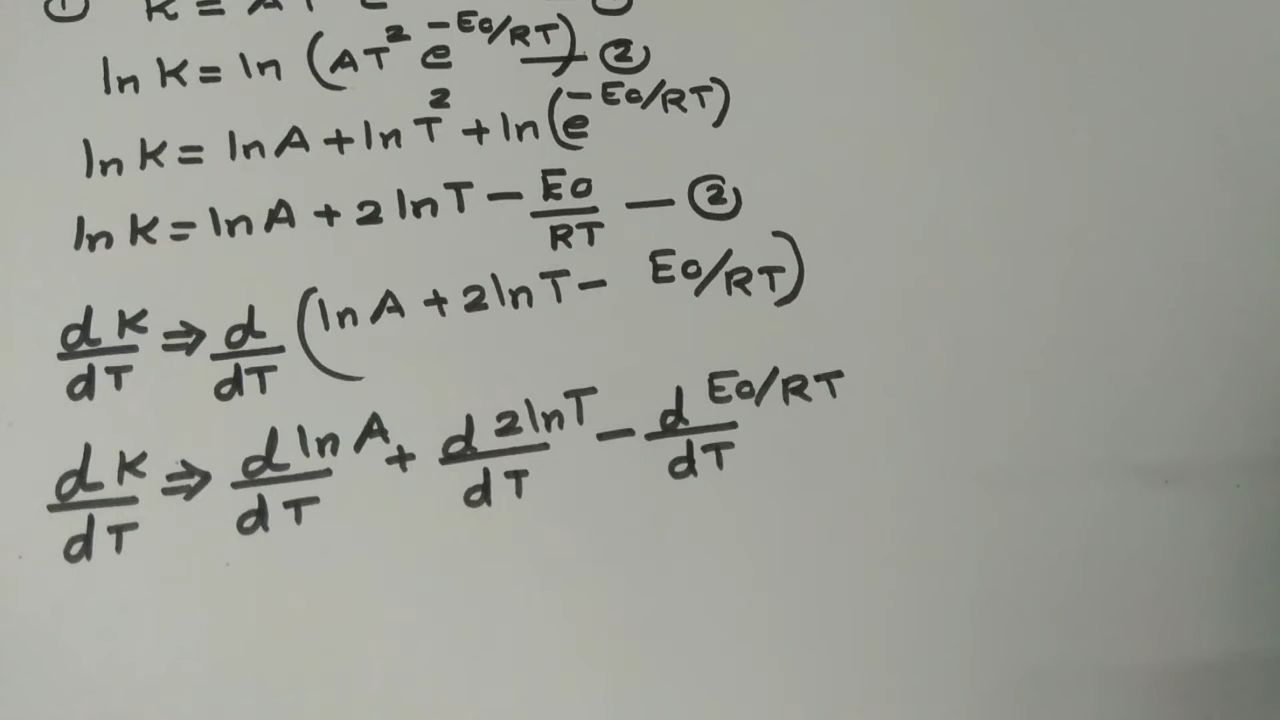 ① K = A
ln K = ln (AT² e^-E0/RT) — ②
ln K = ln A + ln T² + ln (e^-E0/RT)
ln K = ln A + 2 ln T - E0/RT — ②
dK/dT ⇒ d/dT (ln A + 2 ln T - E0/RT)
dK/dT ⇒ d ln A/dT + d 2 ln T/dT - d E0/RT/dT